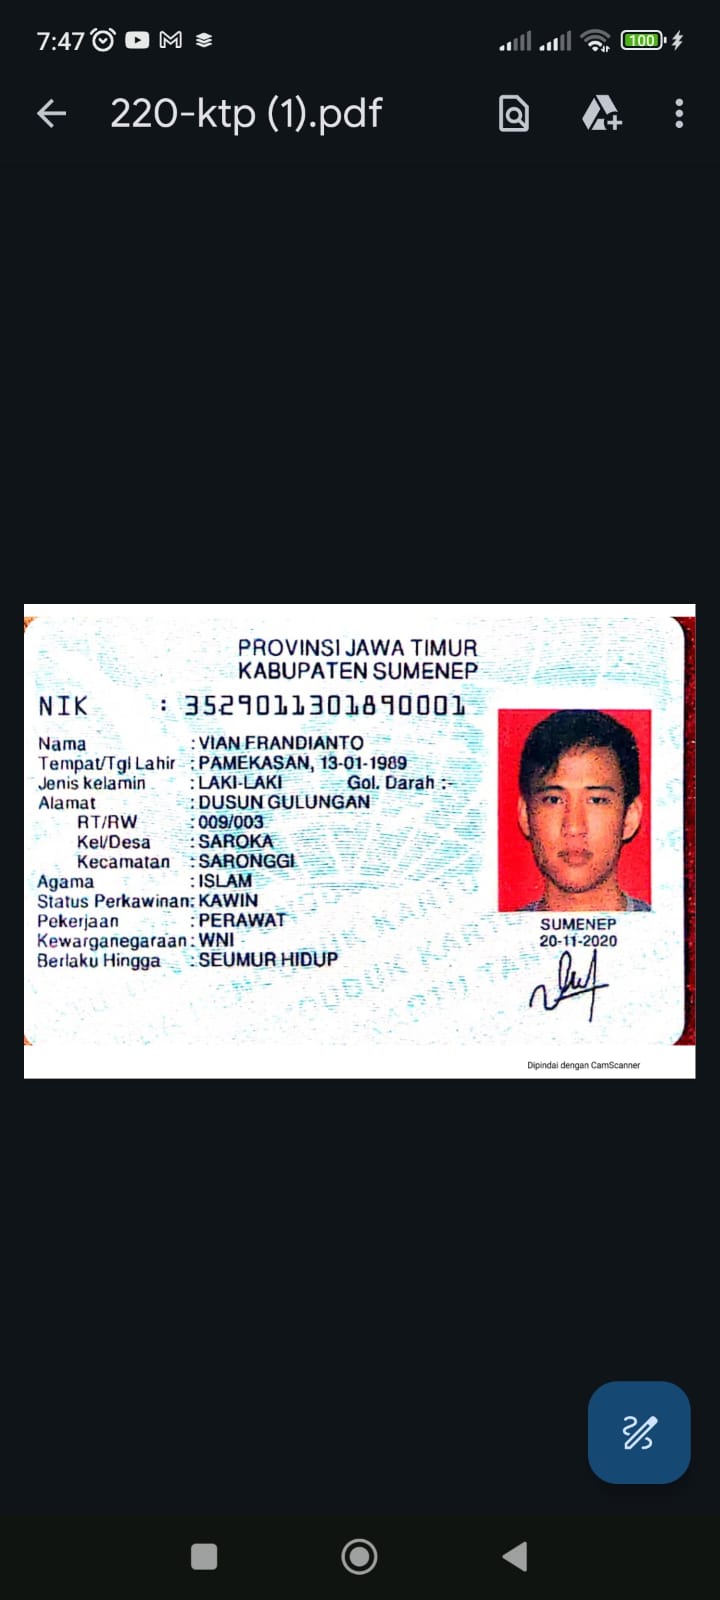 7:47
100
220-ktp (1).pdf
PROVINSI JAWA TIMUR
KABUPATEN SUMENEP
NIK : 3529011301890001
Nama : VIAN FRANDIANTO
Tempat/Tgl Lahir : PAMEKASAN, 13-01-1989
Jenis kelamin : LAKI-LAKI Gol. Darah :-
Alamat : DUSUN GULUNGAN
RT/RW : 009/003
Kel/Desa : SAROKA
Kecamatan : SARONGGI
Agama : ISLAM
Status Perkawinan: KAWIN
Pekerjaan : PERAWAT
Kewarganegaraan : WNI
Berlaku Hingga : SEUMUR HIDUP
SUMENEP
20-11-2020
Dipindai dengan CamScanner